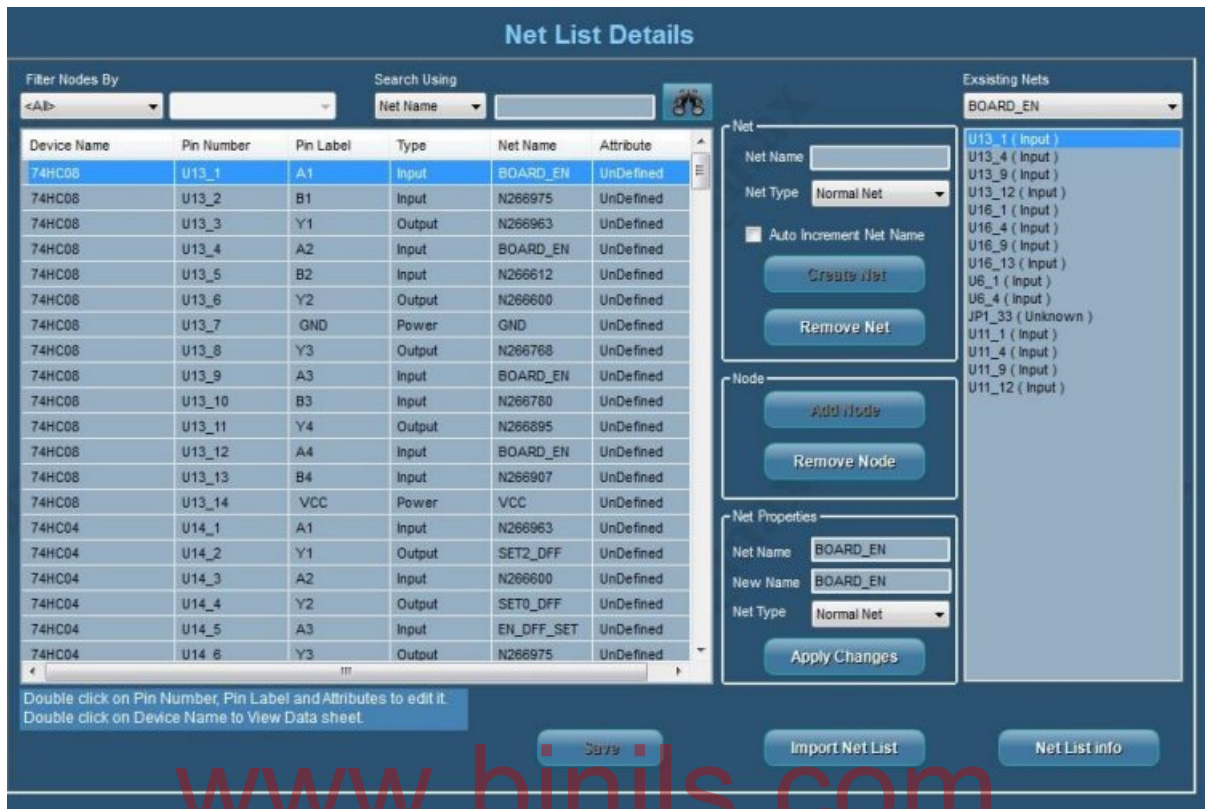 Net List Details
Filter Nodes By
Search Using
Exsisting Nets
<All>
Net Name
BOARD_EN
Device Name Pin Number Pin Label Type Net Name Attribute
74HC08 U13_1 A1 Input BOARD_EN UnDefined
74HC08 U13_2 B1 Input N266975 UnDefined
74HC08 U13_3 Y1 Output N266963 UnDefined
74HC08 U13_4 A2 Input BOARD_EN UnDefined
74HC08 U13_5 B2 Input N266612 UnDefined
74HC08 U13_6 Y2 Output N266600 UnDefined
74HC08 U13_7 GND Power GND UnDefined
74HC08 U13_8 Y3 Output N266768 UnDefined
74HC08 U13_9 A3 Input BOARD_EN UnDefined
74HC08 U13_10 B3 Input N266780 UnDefined
74HC08 U13_11 Y4 Output N266895 UnDefined
74HC08 U13_12 A4 Input BOARD_EN UnDefined
74HC08 U13_13 B4 Input N266907 UnDefined
74HC08 U13_14 VCC Power VCC UnDefined
74HC04 U14_1 A1 Input N266963 UnDefined
74HC04 U14_2 Y1 Output SET2_DFF UnDefined
74HC04 U14_3 A2 Input N266600 UnDefined
74HC04 U14_4 Y2 Output SET0_DFF UnDefined
74HC04 U14_5 A3 Input EN_DFF_SET UnDefined
74HC04 U14_6 Y3 Output N266975 UnDefined
Net
Net Name
Net Type Normal Net
Auto Increment Net Name
Create Net
Remove Net
Node
Add Node
Remove Node
Net Properties
Net Name BOARD_EN
New Name BOARD_EN
Net Type Normal Net
Apply Changes
U13_1 ( Input )
U13_4 ( Input )
U13_9 ( Input )
U13_12 ( Input )
U16_1 ( Input )
U16_4 ( Input )
U16_9 ( Input )
U16_13 ( Input )
U6_1 ( Input )
U6_4 ( Input )
JP1_33 ( Unknown )
U11_1 ( Input )
U11_4 ( Input )
U11_9 ( Input )
U11_12 ( Input )
Double click on Pin Number, Pin Label and Attributes to edit it.
Double click on Device Name to View Data sheet.
Save
Import Net List
Net List info
www.binils.com